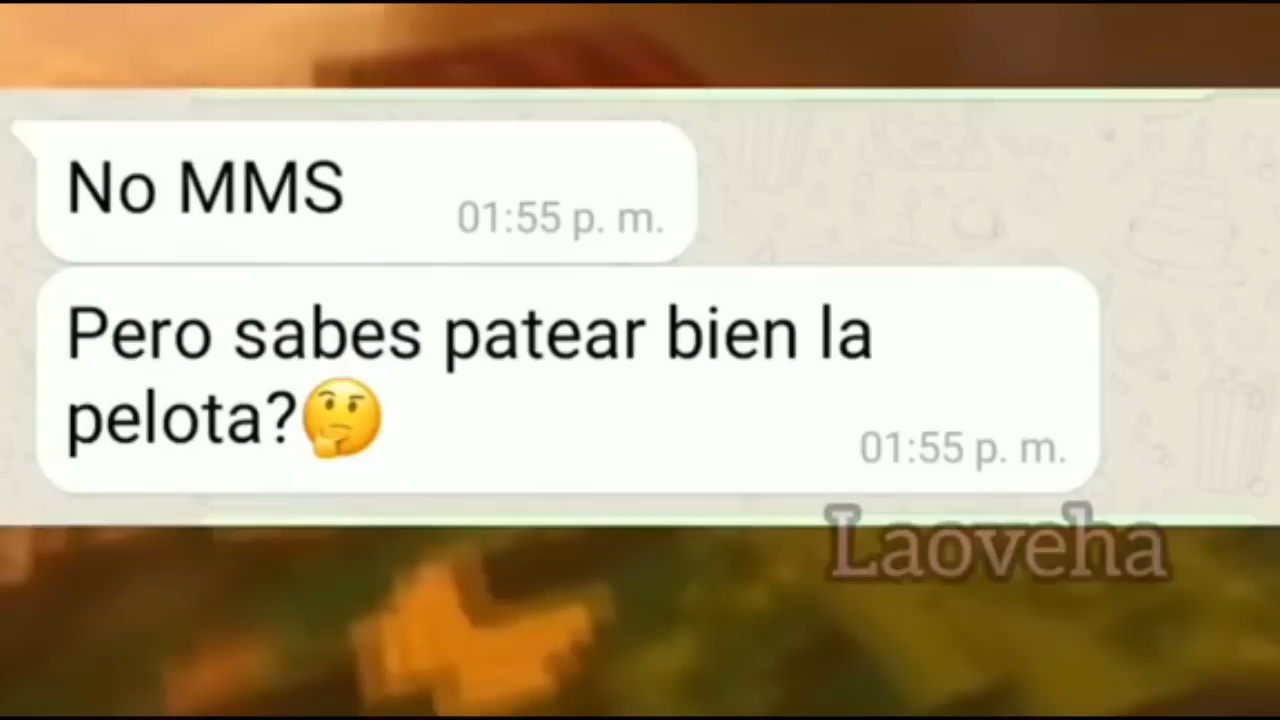 No MMS
01:55 p. m.
Pero sabes patear bien la
pelota?🤔
01:55 p. m.
Laoveha